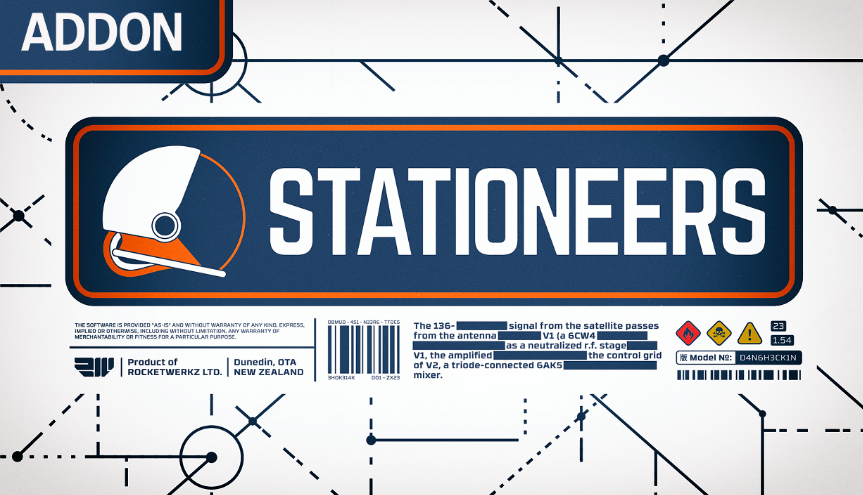 ADDON
STATIONEERS
THE SOFTWARE IS PROVIDED "AS-IS" AND WITHOUT WARRANTY OF ANY KIND, EXPRESS,
IMPLIED OR OTHERWISE, INCLUDING WITHOUT LIMITATION, ANY WARRANTY OF
MERCHANTABILITY OR FITNESS FOR A PARTICULAR PURPOSE.
Product of
ROCKETWERKZ LTD.
Dunedin, OTA
NEW ZEALAND
The 136- signal from the satellite passes
from the antenna V1 (a 6CW4
as a neutralized r.f. stage
V1, the amplified the control grid
of V2, a triode-connected 6AK5
mixer.
23
1.54
Model №: D4N6H3CK1N